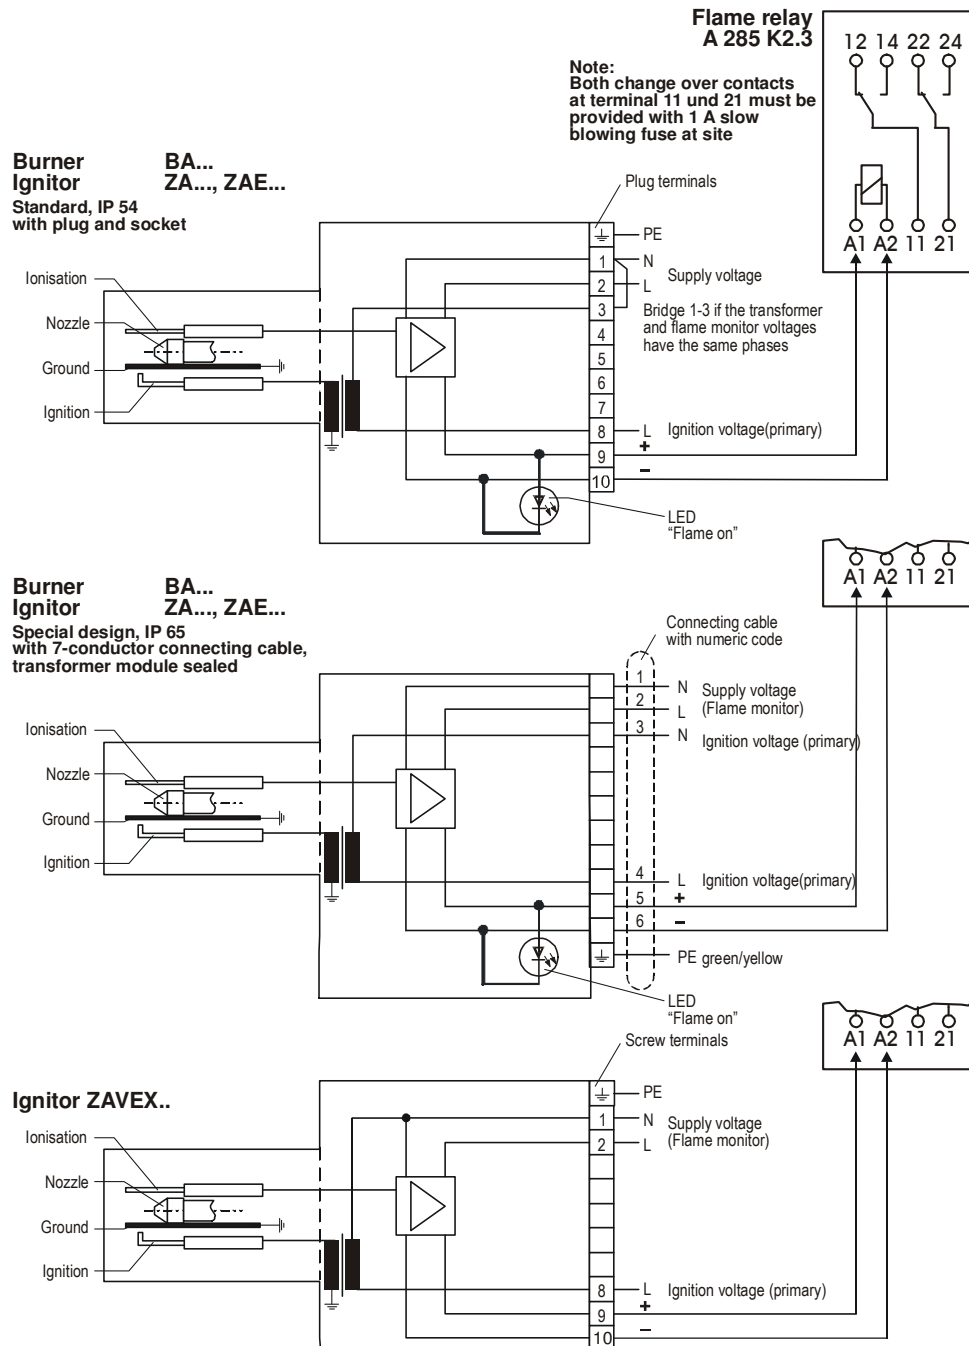 Flame relay
A 285 K2.3
12 14 22 24
Note:
Both change over contacts
at terminal 11 und 21 must be
provided with 1 A slow
blowing fuse at site
A1 A2 11 21
Burner BA...
Ignitor ZA..., ZAE...
Standard, IP 54
with plug and socket
Plug terminals
PE
1 N
2 L
Supply voltage
3
Bridge 1-3 if the transformer
and flame monitor voltages
have the same phases
4
5
6
7
8 L Ignition voltage(primary)
9 +
10 −
Ionisation
Nozzle
Ground
Ignition
LED
“Flame on”
A1 A2 11 21
Burner BA...
Ignitor ZA..., ZAE...
Special design, IP 65
with 7-conductor connecting cable,
transformer module sealed
Connecting cable
with numeric code
1 N Supply voltage
2 L (Flame monitor)
3 N Ignition voltage (primary)
4 L Ignition voltage(primary)
5 +
6 −
PE green/yellow
Ionisation
Nozzle
Ground
Ignition
LED
“Flame on”
A1 A2 11 21
Ignitor ZAVEX..
Screw terminals
PE
1 N Supply voltage
2 L (Flame monitor)
8 L Ignition voltage (primary)
9 +
10 −
Ionisation
Nozzle
Ground
Ignition